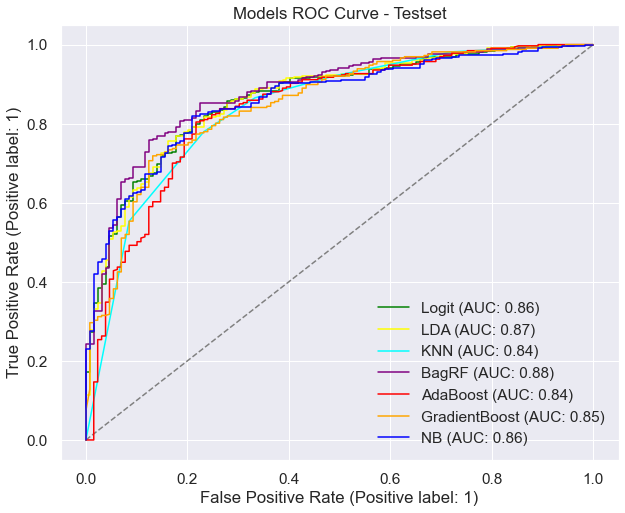 Models ROC Curve - Testset
True Positive Rate (Positive label: 1)
1.0
0.8
0.6
0.4
0.2
0.0
Logit (AUC: 0.86)
LDA (AUC: 0.87)
KNN (AUC: 0.84)
BagRF (AUC: 0.88)
AdaBoost (AUC: 0.84)
GradientBoost (AUC: 0.85)
NB (AUC: 0.86)
0.0 0.2 0.4 0.6 0.8 1.0
False Positive Rate (Positive label: 1)